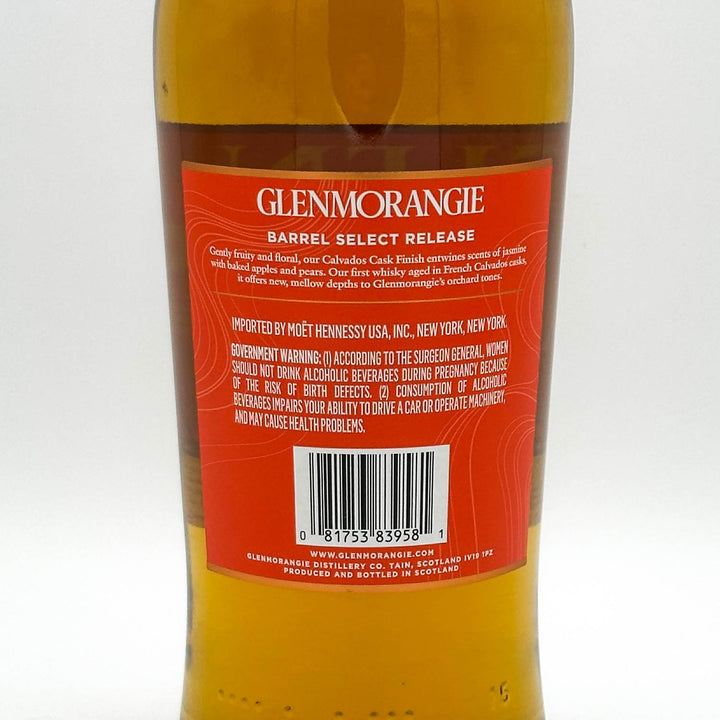 GLENMORANGIE
BARREL SELECT RELEASE
Gently fruity and floral, our Calvados Cask Finish entwines scents of jasmine
with baked apples and pears. Our first whisky aged in French Calvados casks,
it offers new, mellow depths to Glenmorangie's orchard tones.
IMPORTED BY MOËT HENNESSY USA, INC., NEW YORK, NEW YORK.
GOVERNMENT WARNING: (1) ACCORDING TO THE SURGEON GENERAL, WOMEN
SHOULD NOT DRINK ALCOHOLIC BEVERAGES DURING PREGNANCY BECAUSE
OF THE RISK OF BIRTH DEFECTS. (2) CONSUMPTION OF ALCOHOLIC
BEVERAGES IMPAIRS YOUR ABILITY TO DRIVE A CAR OR OPERATE MACHINERY,
AND MAY CAUSE HEALTH PROBLEMS.
0 81753 83958 1
WWW.GLENMORANGIE.COM
GLENMORANGIE DISTILLERY CO. TAIN, SCOTLAND IV19 1PZ
PRODUCED AND BOTTLED IN SCOTLAND